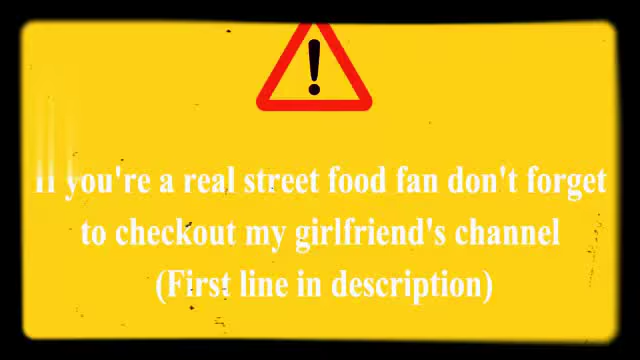 If you're a real street food fan don't forget
to checkout my girlfriend's channel
(First line in description)